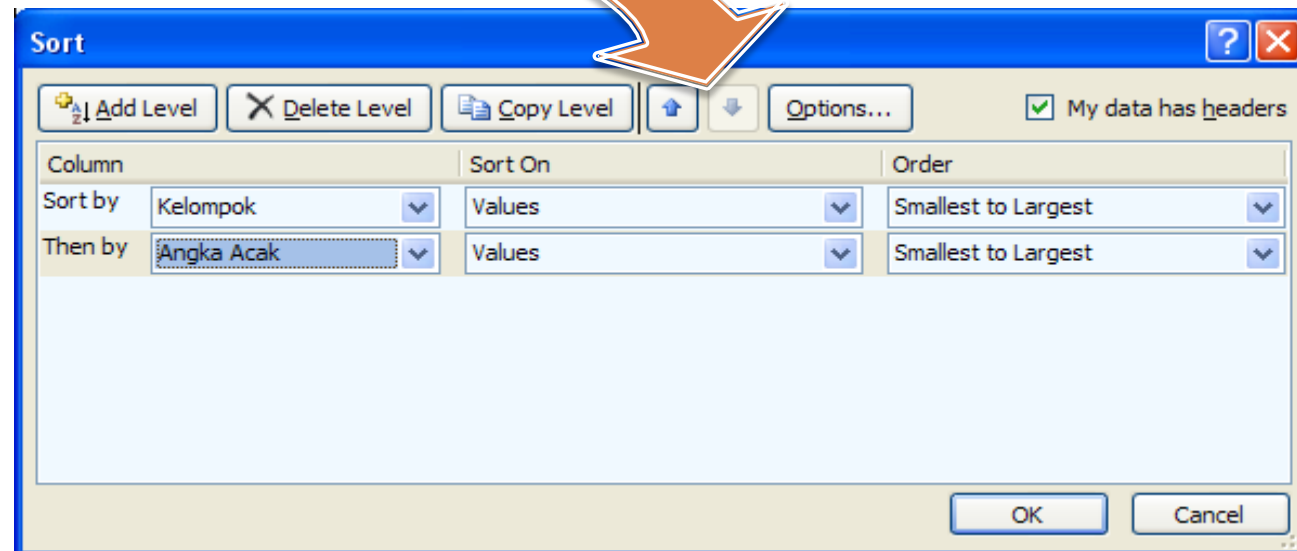 Sort
Add Level Delete Level Copy Level Options... My data has headers
Column Sort On Order
Sort by Kelompok Values Smallest to Largest
Then by Angka Acak Values Smallest to Largest
OK Cancel